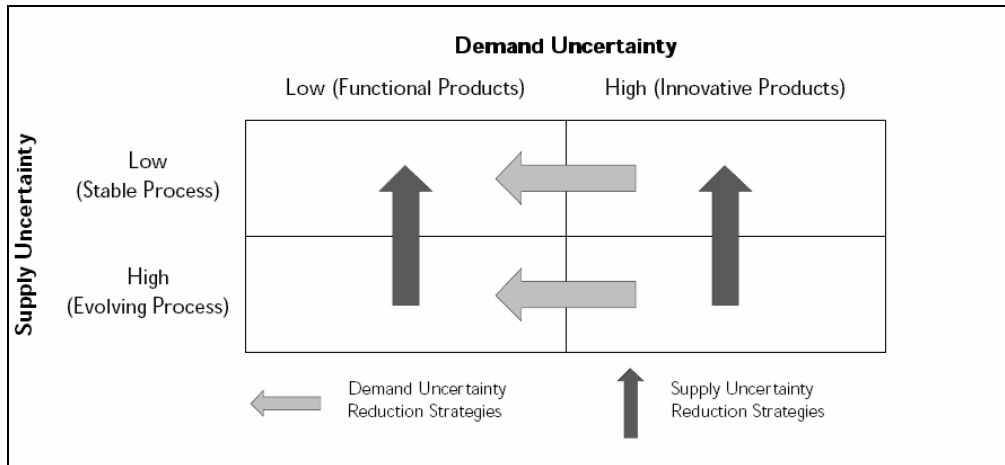 Demand Uncertainty
Low (Functional Products)
High (Innovative Products)
Supply Uncertainty
Low
(Stable Process)
High
(Evolving Process)
Demand Uncertainty
Reduction Strategies
Supply Uncertainty
Reduction Strategies